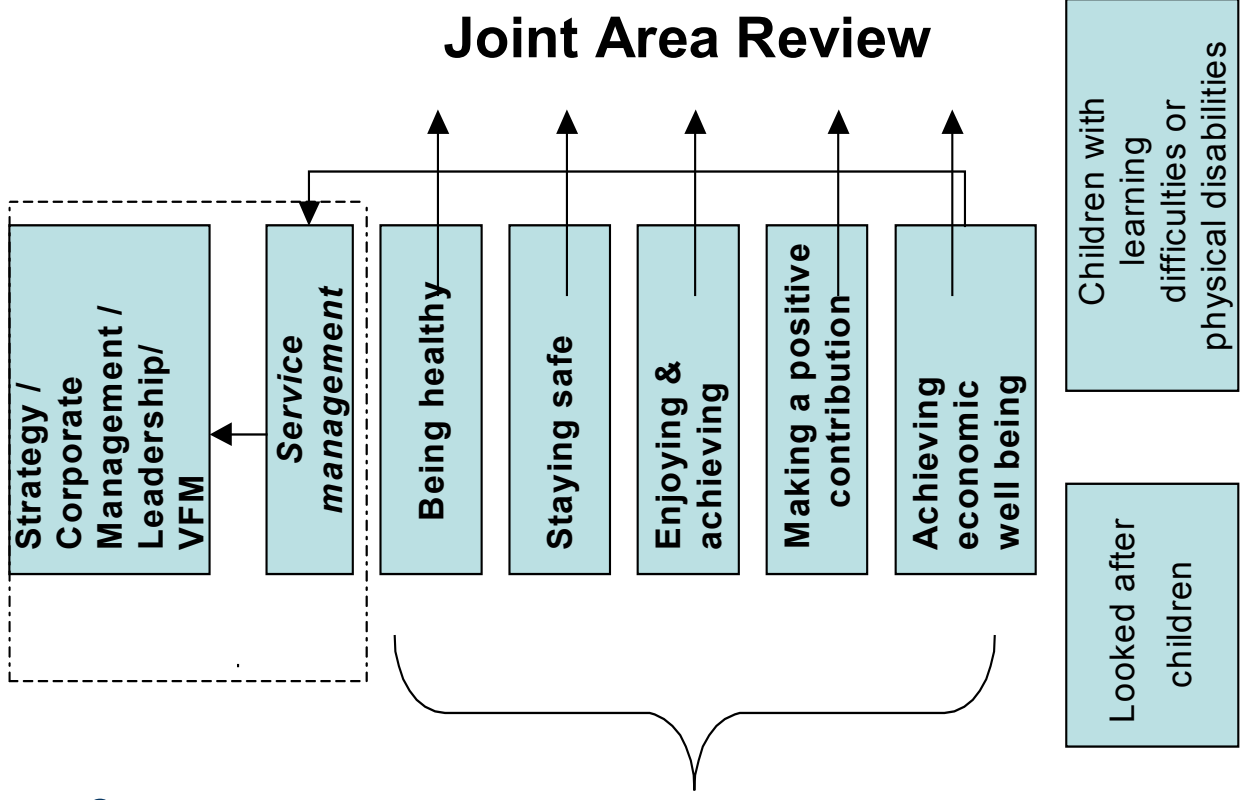 Joint Area Review
Strategy /
Corporate
Management /
Leadership/
VFM
Service
management
Being healthy
Staying safe
Enjoying &
achieving
Making a positive
contribution
Achieving
economic
well being
Children with
learning
difficulties or
physical disabilities
Looked after
children